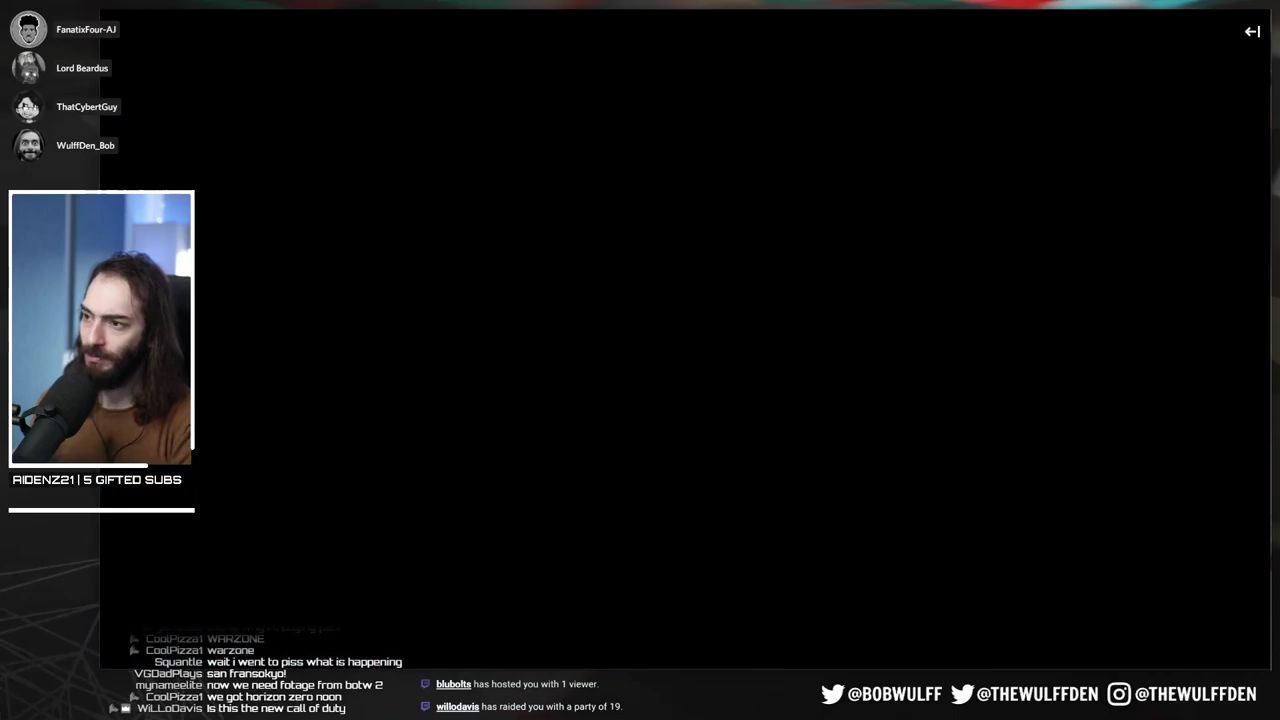 FanatixFour-AJ
Lord Beardus
ThatCybertGuy
WulffDen_Bob
AIDENZ21 | 5 GIFTED SUBS
CoolPizza1 WARZONE
CoolPizza1 warzone
Squantle wait i went to piss what is happening
VGDadPlays san fransokyo!
mynameelite now we need fotage from botw 2
CoolPizza1 we got horizon zero noon
WiLLoDavis Is this the new call of duty
blubolts has hosted you with 1 viewer.
willodavis has raided you with a party of 19.
@BOBWULFF @THEWULFFDEN @THEWULFFDEN